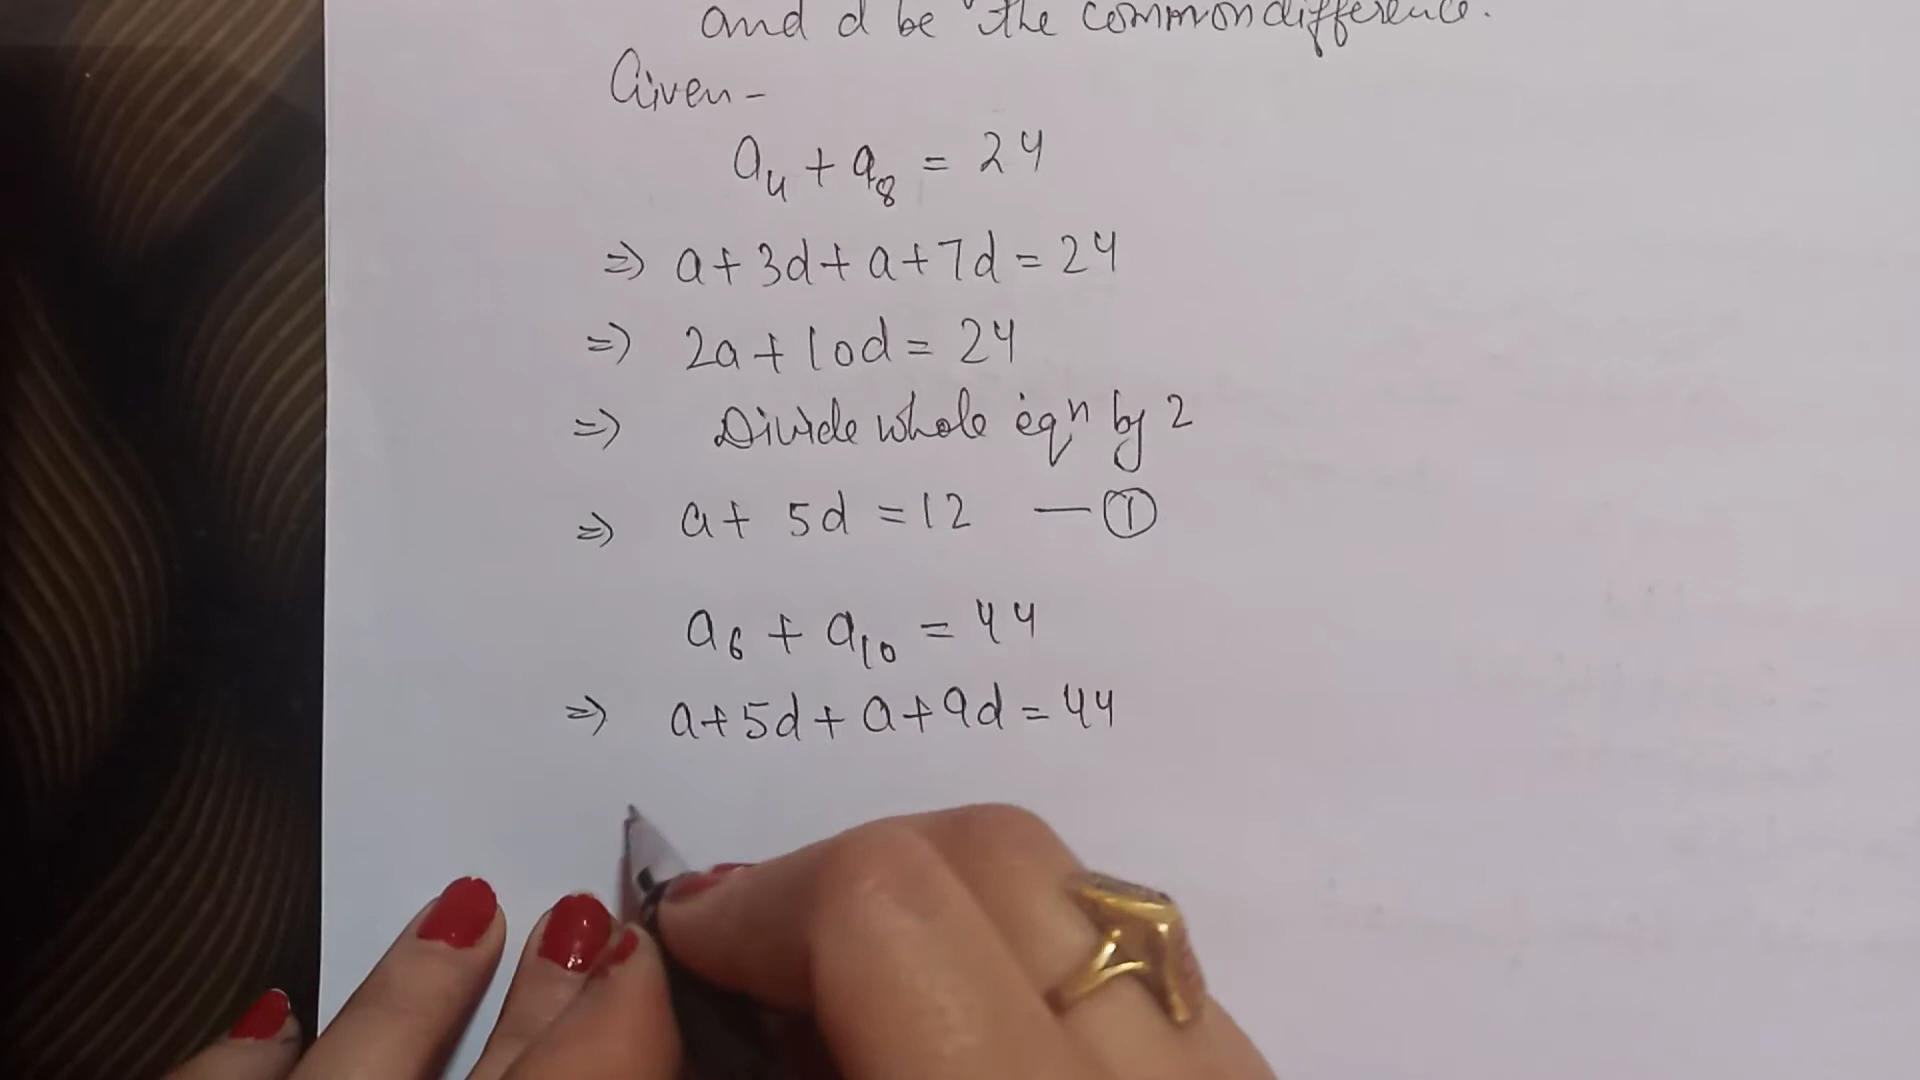 and d be the common difference.
Given -
a₄ + a₈ = 24
⇒ a + 3d + a + 7d = 24
⇒ 2a + 10d = 24
⇒ Divide whole eqⁿ by 2
⇒ a + 5d = 12 — ①
a₆ + a₁₀ = 44
⇒ a + 5d + a + 9d = 44